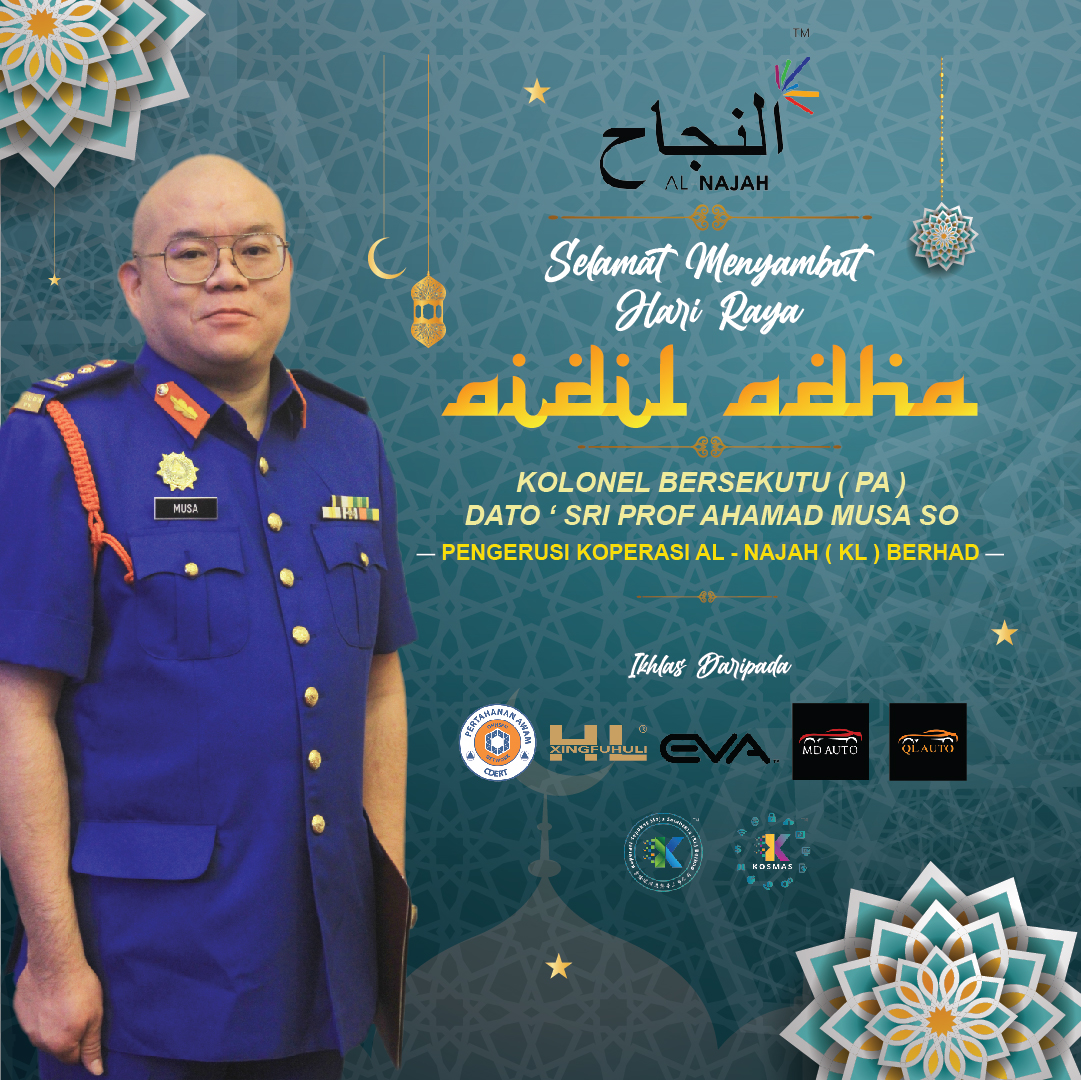 TM
النجاح
AL NAJAH
Selamat Menyambut
Hari Raya
aidil adha
KOLONEL BERSEKUTU ( PA )
DATO ‘ SRI PROF AHAMAD MUSA SO
— PENGERUSI KOPERASI AL - NAJAH ( KL ) BERHAD —
MUSA
Ikhlas Daripada
PERTAHANAN AWAM
NETWORK
CDERT
HL ®
XINGFUHULI
EVA
MD AUTO
QL AUTO
K
KOSMAS